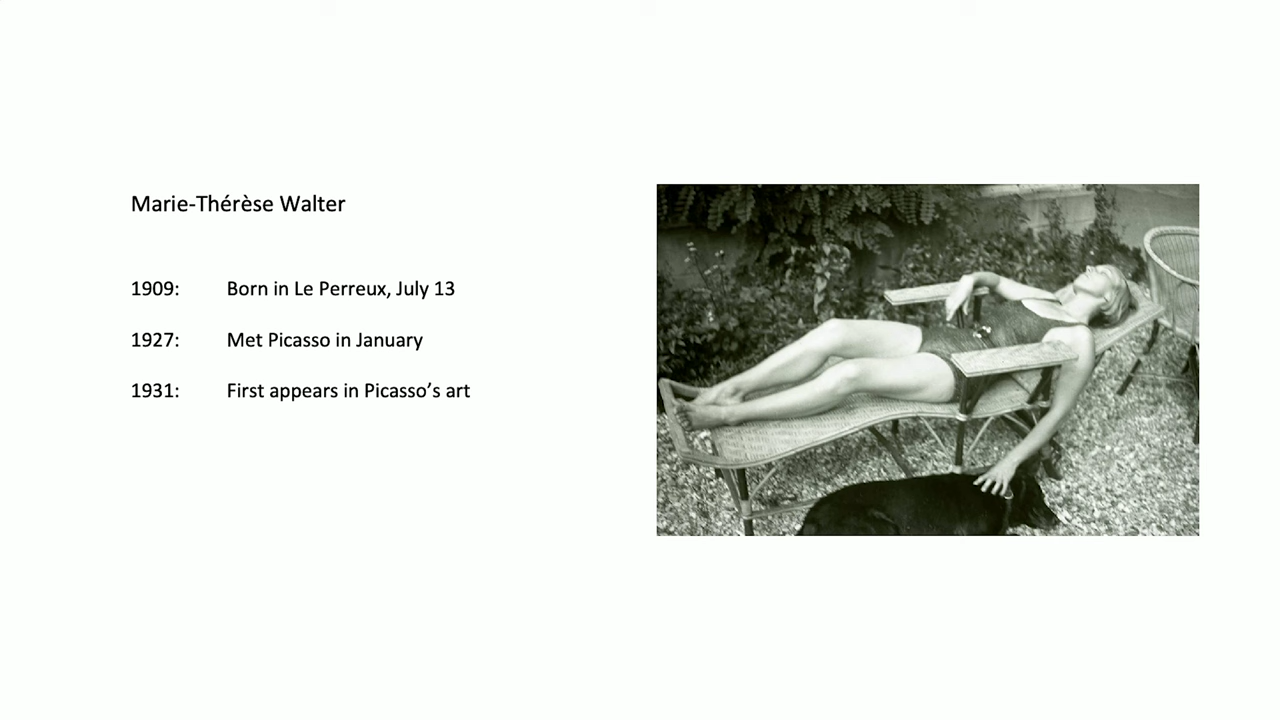 Marie-Thérèse Walter
1909: Born in Le Perreux, July 13
1927: Met Picasso in January
1931: First appears in Picasso’s art